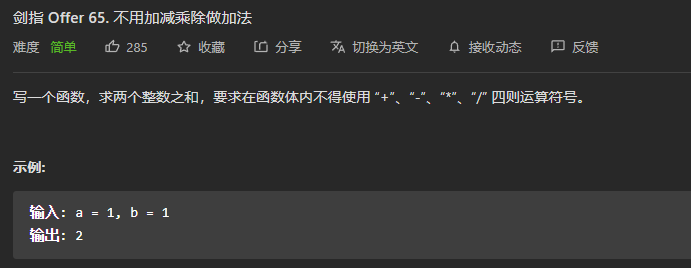 剑指 Offer 65. 不用加减乘除做加法
难度 简单 285 收藏 分享 切换为英文 接收动态 反馈
写一个函数，求两个整数之和，要求在函数体内不得使用 “+”、“-”、“*”、“/” 四则运算符号。
示例:
输入: a = 1, b = 1
输出: 2